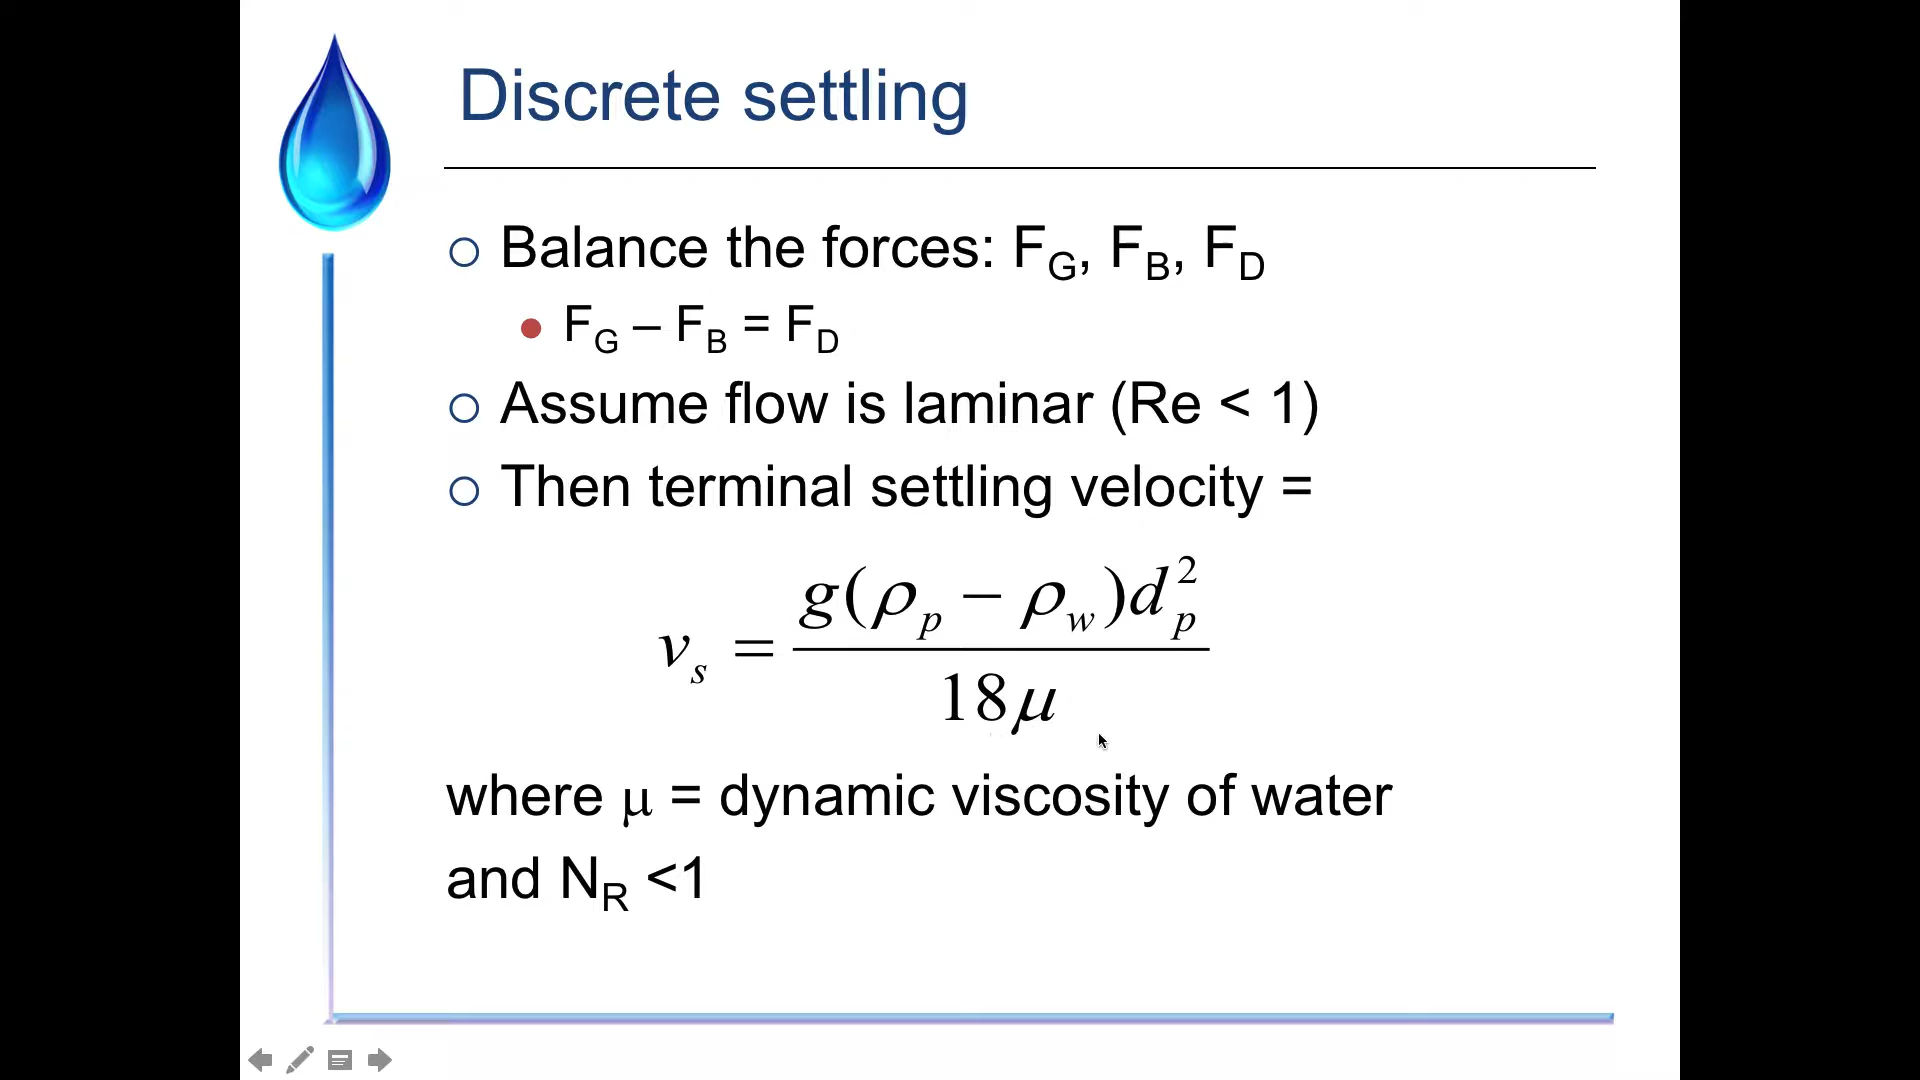 Discrete settling
○ Balance the forces: F_G, F_B, F_D
• F_G – F_B = F_D
○ Assume flow is laminar (Re < 1)
○ Then terminal settling velocity =
v_s = g(ρ_p − ρ_w)d_p^2 / 18μ
where μ = dynamic viscosity of water
and N_R <1